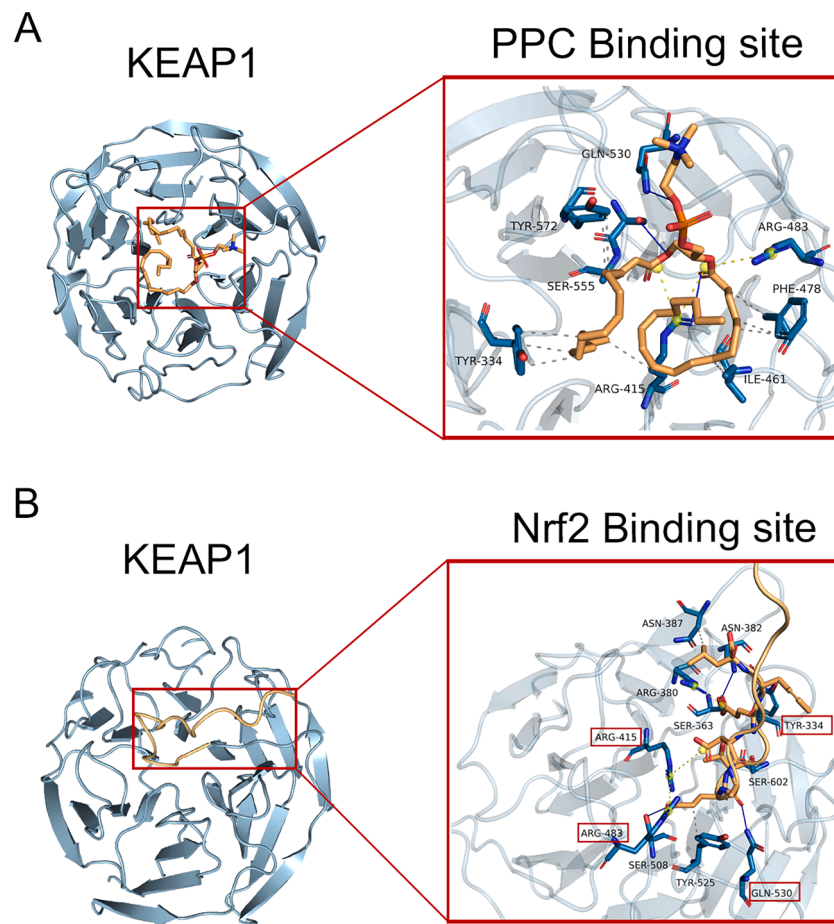 A
KEAP1
PPC Binding site
GLN-530
TYR-572
ARG-483
SER-555
PHE-478
TYR-334
ARG-415
ILE-461
B
KEAP1
Nrf2 Binding site
ASN-387
ASN-382
ARG-380
SER-363
TYR-334
ARG-415
SER-602
ARG-483
SER-508
TYR-525
GLN-530